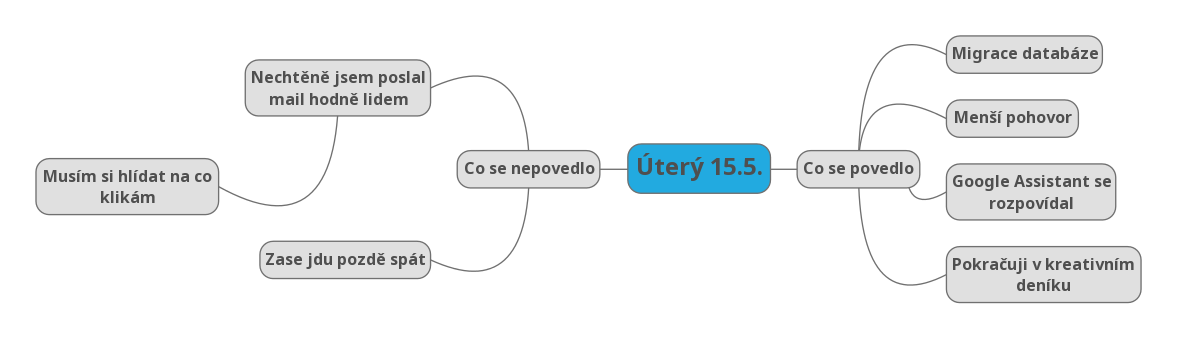 Úterý 15.5.
Co se povedlo
Migrace databáze
Menší pohovor
Google Assistant se
rozpovídal
Pokračuji v kreativním
deníku
Co se nepovedlo
Nechtěně jsem poslal
mail hodně lidem
Musím si hlídat na co
klikám
Zase jdu pozdě spát